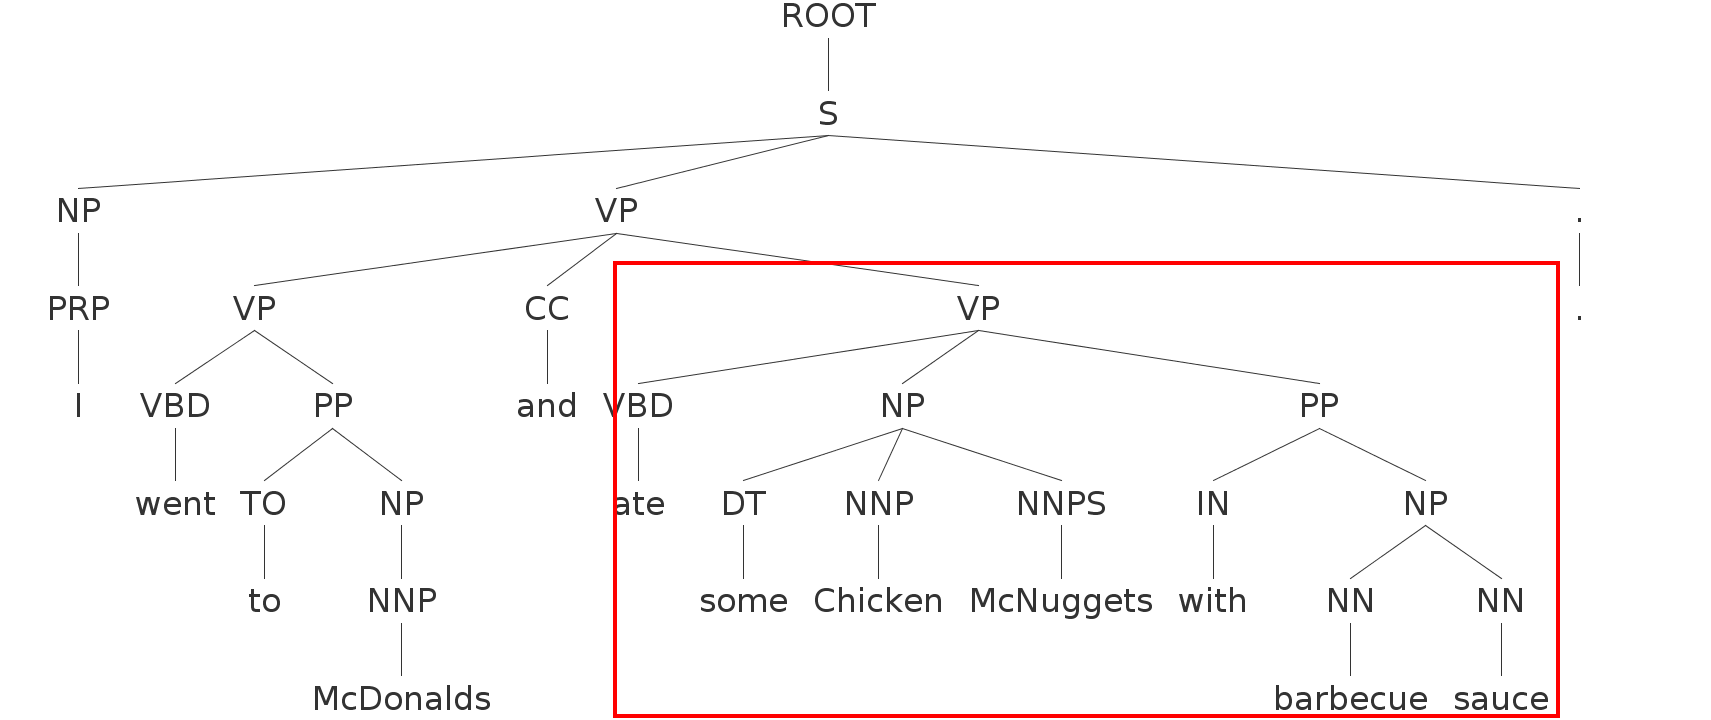 ROOT
S
NP VP .
PRP VP CC VP .
I VBD PP and VBD NP PP
went TO NP ate DT NNP NNPS IN NP
to NNP some Chicken McNuggets with NN NN
McDonalds barbecue sauce